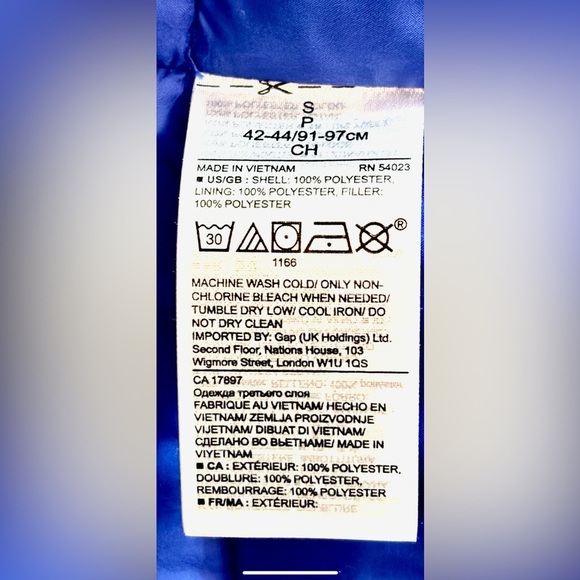 S
P
42-44/91-97CM
CH
MADE IN VIETNAM RN 54023
■ US/GB : SHELL: 100% POLYESTER,
LINING: 100% POLYESTER, FILLER:
100% POLYESTER
30
®
1166
MACHINE WASH COLD/ ONLY NON-
CHLORINE BLEACH WHEN NEEDED/
TUMBLE DRY LOW/ COOL IRON/ DO
NOT DRY CLEAN
IMPORTED BY: Gap (UK Holdings) Ltd.
Second Floor, Nations House, 103
Wigmore Street, London W1U 1QS
CA 17897
Одежда третьего слоя
FABRIQUE AU VIETNAM/ HECHO EN
VIETNAM/ ZEMLJA PROIZVODNJE
VIJETNAM/ DIBUAT DI VIETNAM/
СДЕЛАНО ВО ВЬЕТНАМЕ/ MADE IN
VIYETNAM
■ CA : EXTÉRIEUR: 100% POLYESTER,
DOUBLURE: 100% POLYESTER,
REMBOURRAGE: 100% POLYESTER
■ FR/MA : EXTÉRIEUR: